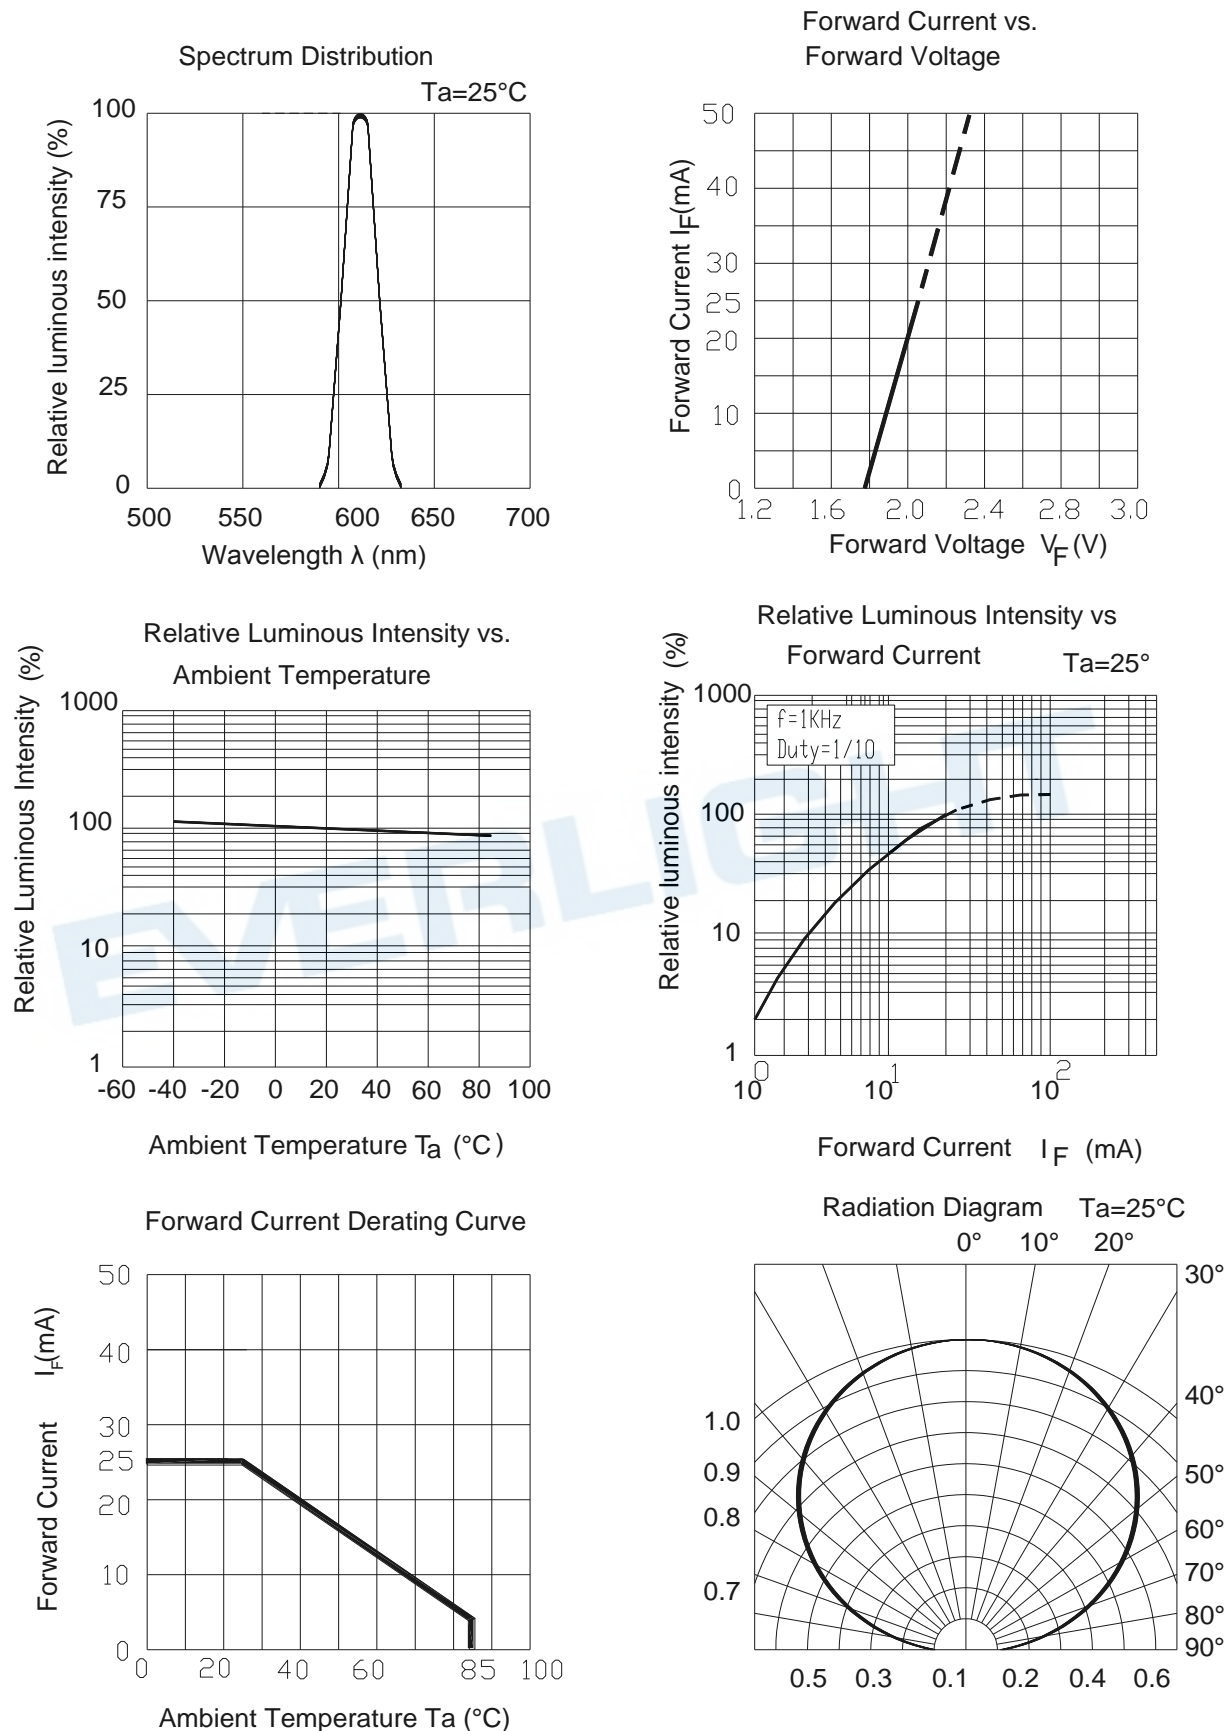 Spectrum Distribution
Ta=25°C
Relative luminous intensity (%)
100
75
50
25
0
500 550 600 650 700
Wavelength λ (nm)
Forward Current vs.
Forward Voltage
Forward Current IF(mA)
50
40
30
25
20
10
0
1.2 1.6 2.0 2.4 2.8 3.0
Forward Voltage VF(V)
Relative Luminous Intensity vs.
Ambient Temperature
Relative Luminous Intensity (%)
1000
100
10
1
-60 -40 -20 0 20 40 60 80 100
Ambient Temperature Ta (°C)
Relative Luminous Intensity vs
Forward Current
Ta=25°
Relative luminous intensity (%)
f=1KHz
Duty=1/10
1000
100
10
1
10^0 10^1 10^2
Forward Current IF (mA)
EVERLIGHT
Forward Current Derating Curve
Forward Current IF(mA)
50
40
30
25
20
10
0
0 20 40 60 85 100
Ambient Temperature Ta (°C)
Radiation Diagram Ta=25°C
0° 10° 20°
30°
40°
50°
60°
70°
80°
90°
1.0
0.9
0.8
0.7
0.5 0.3 0.1 0.2 0.4 0.6